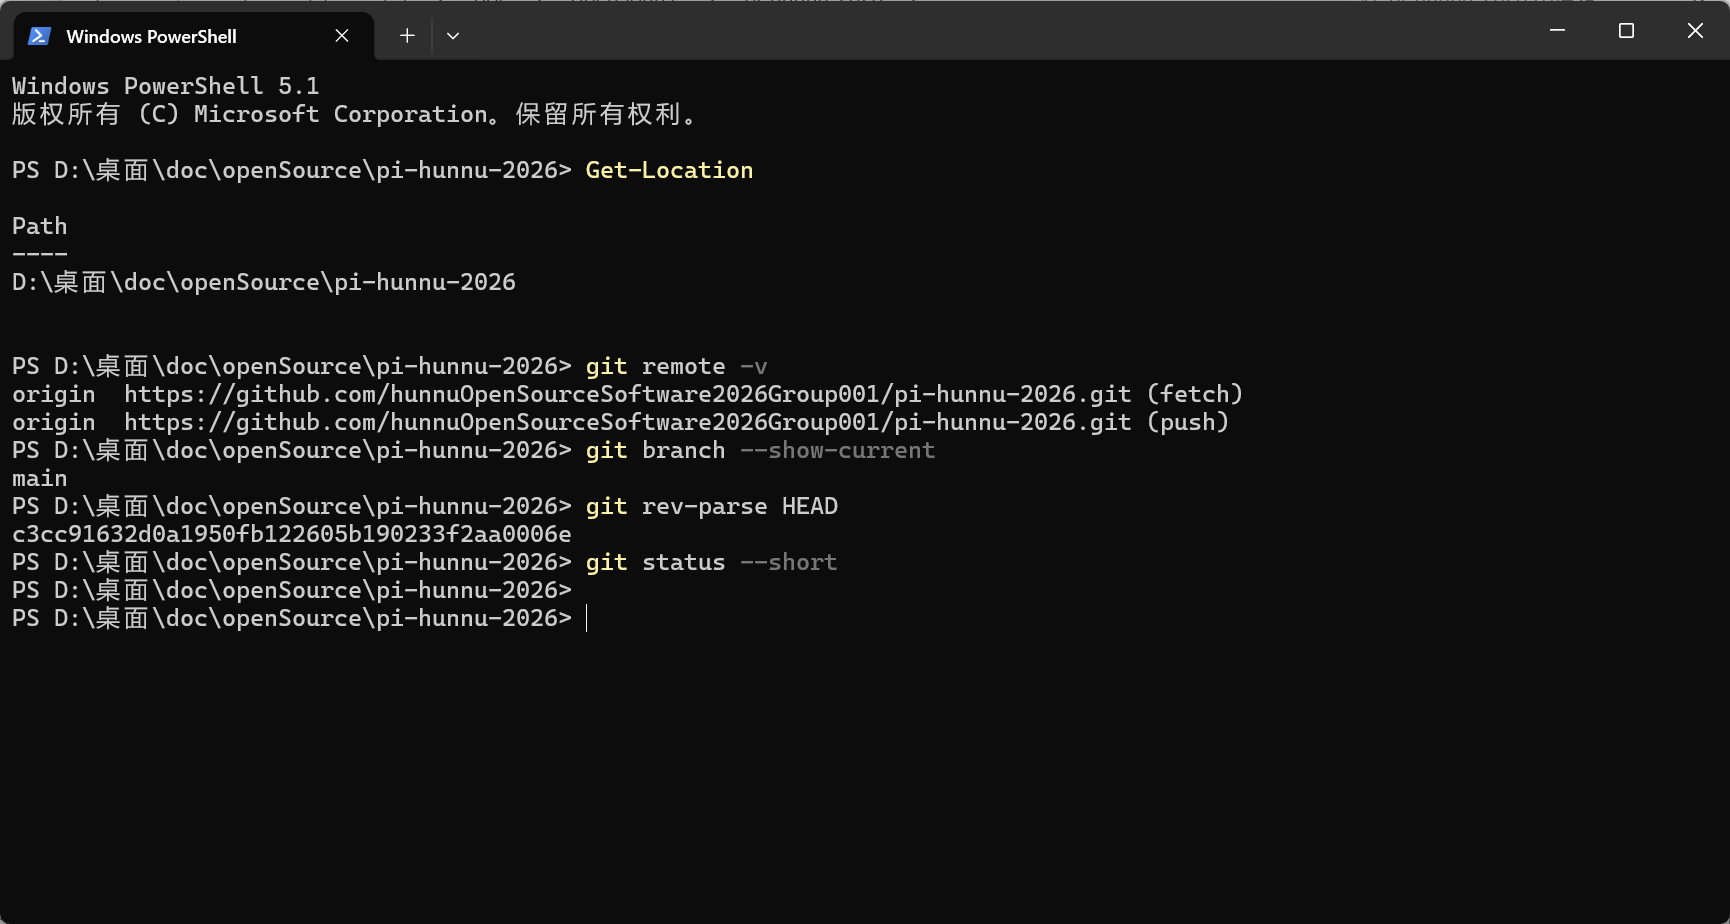 Windows PowerShell
Windows PowerShell 5.1
版权所有 (C) Microsoft Corporation。保留所有权利。
PS D:\桌面\doc\openSource\pi-hunnu-2026> Get-Location
Path
----
D:\桌面\doc\openSource\pi-hunnu-2026
PS D:\桌面\doc\openSource\pi-hunnu-2026> git remote -v
origin  https://github.com/hunnuOpenSourceSoftware2026Group001/pi-hunnu-2026.git (fetch)
origin  https://github.com/hunnuOpenSourceSoftware2026Group001/pi-hunnu-2026.git (push)
PS D:\桌面\doc\openSource\pi-hunnu-2026> git branch --show-current
main
PS D:\桌面\doc\openSource\pi-hunnu-2026> git rev-parse HEAD
c3cc91632d0a1950fb122605b190233f2aa0006e
PS D:\桌面\doc\openSource\pi-hunnu-2026> git status --short
PS D:\桌面\doc\openSource\pi-hunnu-2026>
PS D:\桌面\doc\openSource\pi-hunnu-2026>